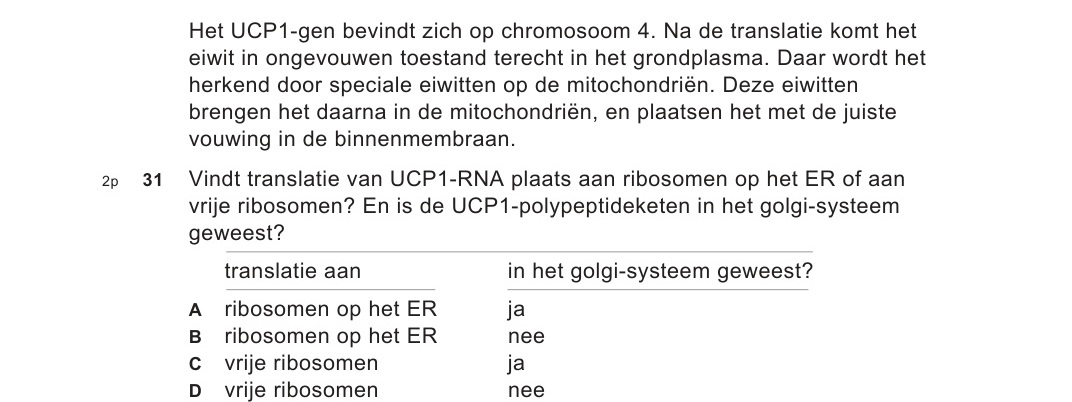 Het UCP1-gen bevindt zich op chromosoom 4. Na de translatie komt het
eiwit in ongevouwen toestand terecht in het grondplasma. Daar wordt het
herkend door speciale eiwitten op de mitochondriën. Deze eiwitten
brengen het daarna in de mitochondriën, en plaatsen het met de juiste
vouwing in de binnenmembraan.
2p 31 Vindt translatie van UCP1-RNA plaats aan ribosomen op het ER of aan
vrije ribosomen? En is de UCP1-polypeptideketen in het golgi-systeem
geweest?
translatie aan in het golgi-systeem geweest?
A ribosomen op het ER ja
B ribosomen op het ER nee
C vrije ribosomen ja
D vrije ribosomen nee